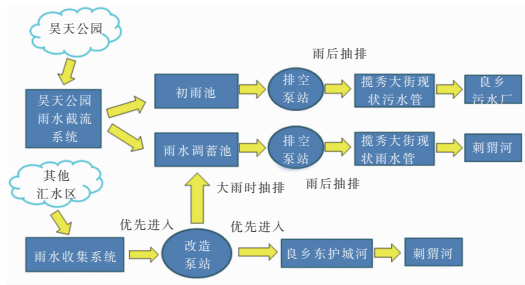 昊天公园
雨后抽排
昊天公园
雨水截流
系统
初雨池
排空
泵站
揽秀大街现
状污水管
良乡
污水厂
雨水调蓄池
排空
泵站
揽秀大街现
状雨水管
刺猬河
其他
汇水区
大雨时抽排
雨后抽排
优先进入
优先进入
雨水收集系统
改造
泵站
良乡东护城河
刺猬河